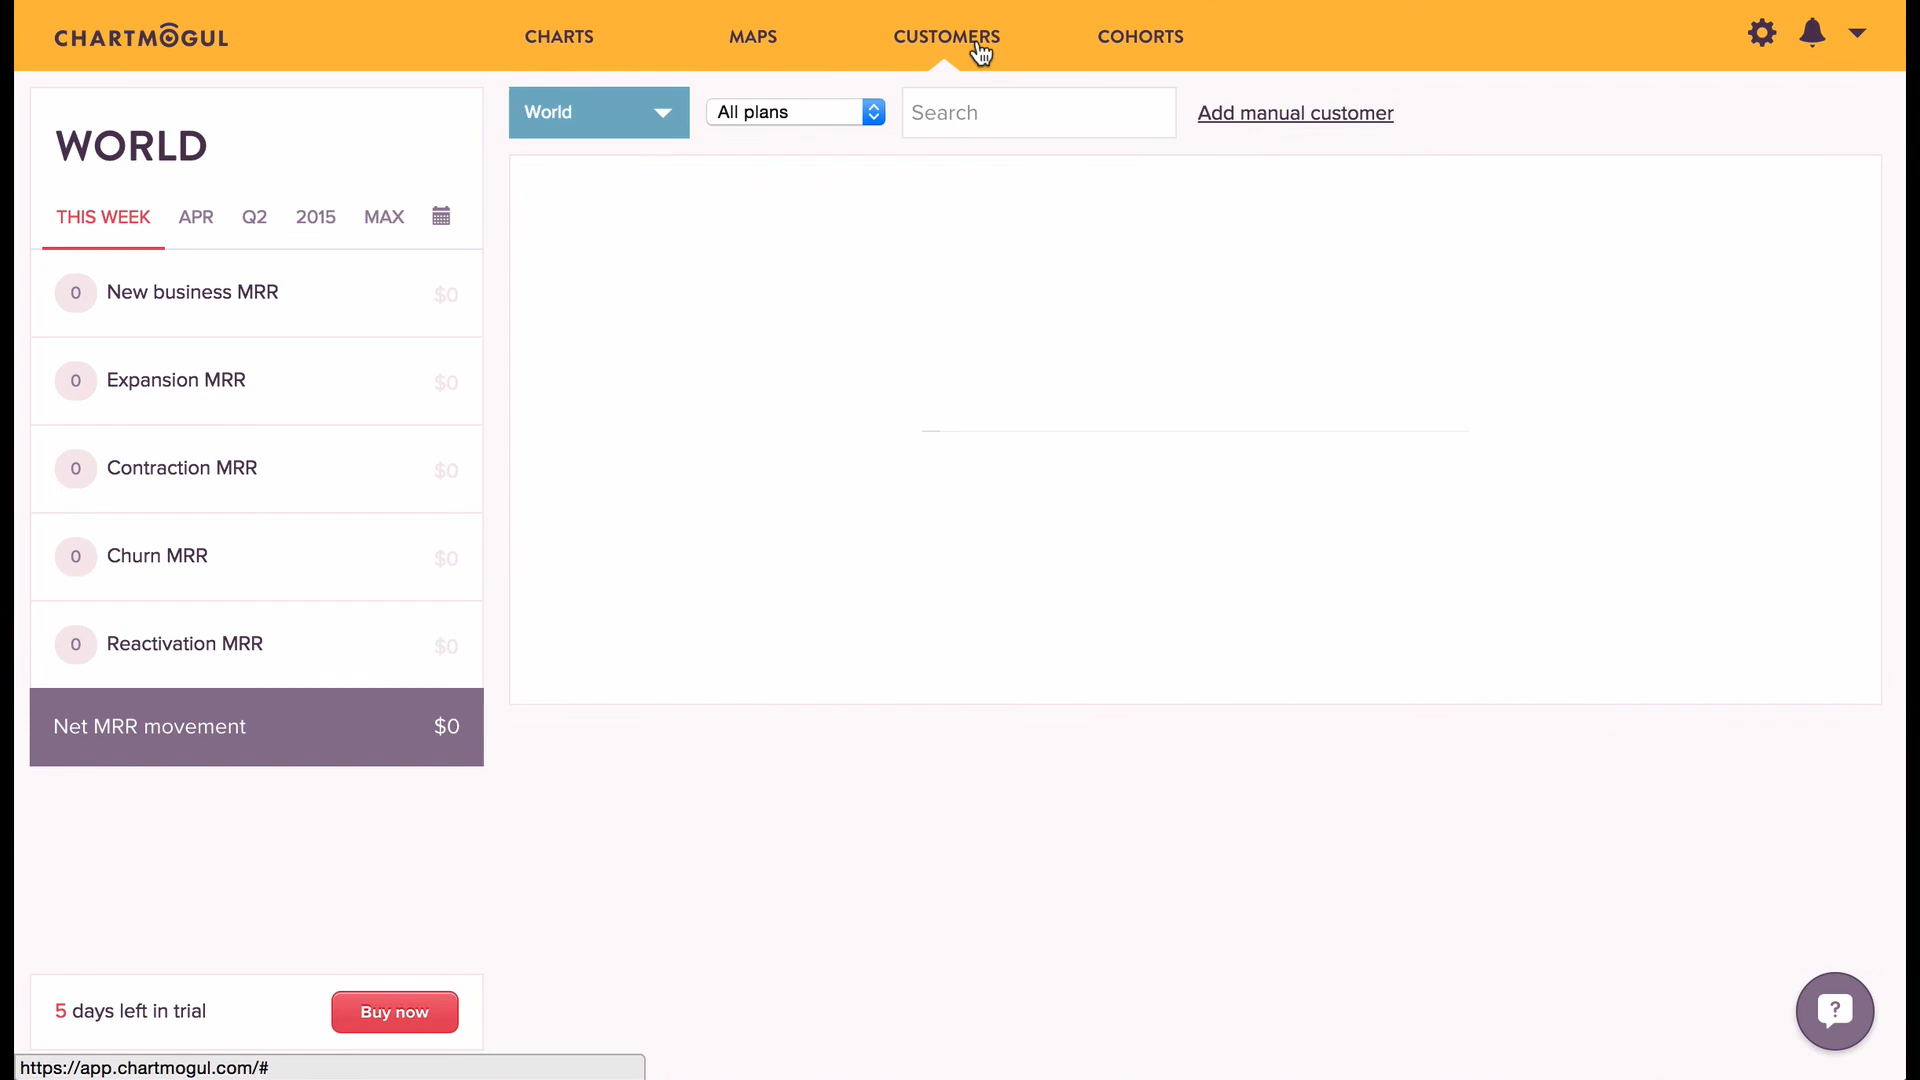 CHARTMOGUL
CHARTS MAPS CUSTOMERS COHORTS
WORLD
THIS WEEK APR Q2 2015 MAX
0 New business MRR $0
0 Expansion MRR $0
0 Contraction MRR $0
0 Churn MRR $0
0 Reactivation MRR $0
Net MRR movement $0
World All plans Search Add manual customer
5 days left in trial Buy now
?
https://app.chartmogul.com/#